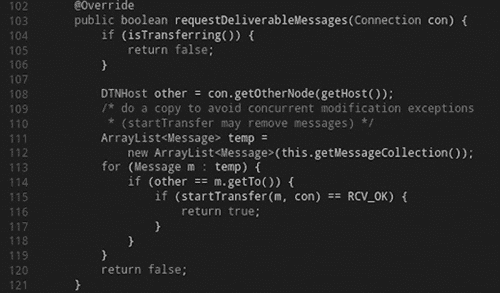 102 @Override
103 public boolean requestDeliverableMessages(Connection con) {
104 if (isTransferring()) {
105 return false;
106 }
107
108 DTNHost other = con.getOtherNode(getHost());
109 /* do a copy to avoid concurrent modification exceptions
110 * (startTransfer may remove messages) */
111 ArrayList<Message> temp =
112 new ArrayList<Message>(this.getMessageCollection());
113 for (Message m : temp) {
114 if (other == m.getTo()) {
115 if (startTransfer(m, con) == RCV_OK) {
116 return true;
117 }
118 }
119 }
120 return false;
121 }